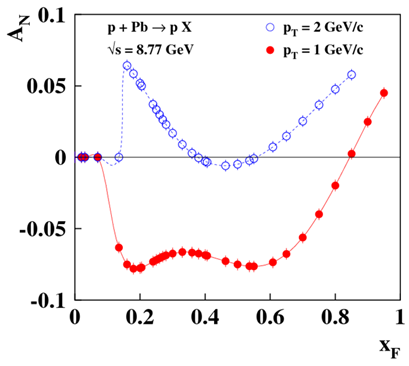 A_N
p + Pb → p X
√s = 8.77 GeV
p_T = 2 GeV/c
p_T = 1 GeV/c
0.1
0.05
0
-0.05
-0.1
0 0.2 0.4 0.6 0.8 1
x_F